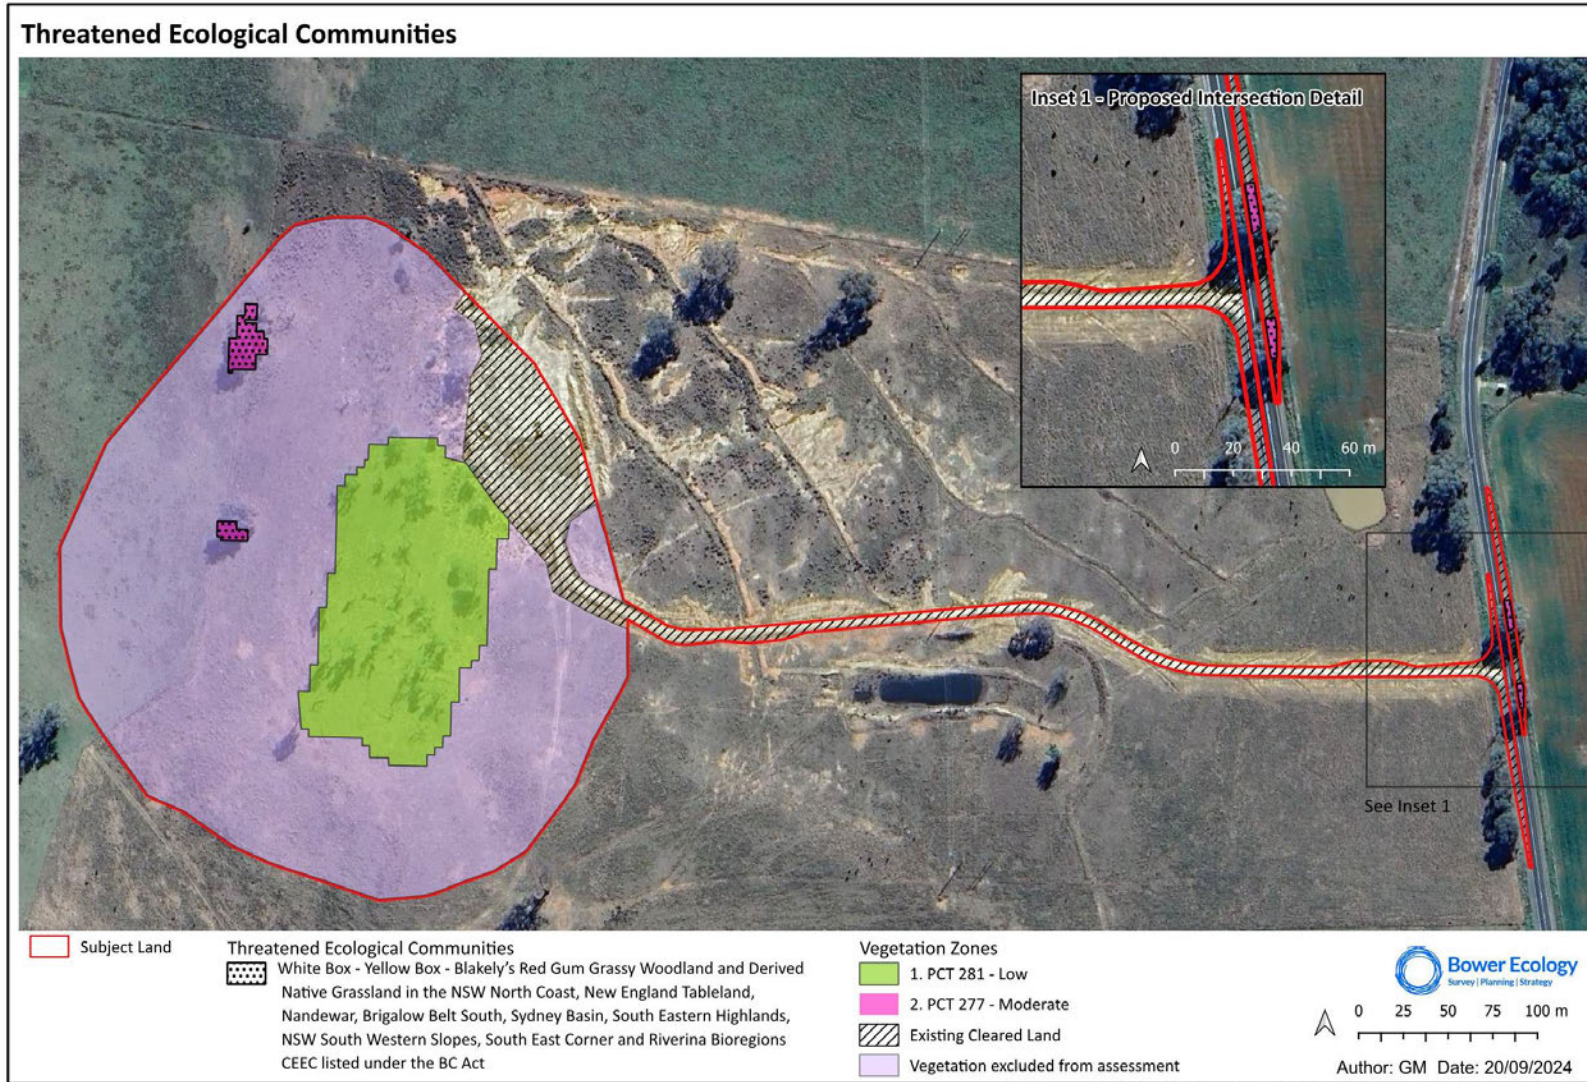 Threatened Ecological Communities
Inset 1 - Proposed Intersection Detail
0 20 40 60 m
See Inset 1
Subject Land
Threatened Ecological Communities
White Box - Yellow Box - Blakely's Red Gum Grassy Woodland and Derived
Native Grassland in the NSW North Coast, New England Tableland,
Nandewar, Brigalow Belt South, Sydney Basin, South Eastern Highlands,
NSW South Western Slopes, South East Corner and Riverina Bioregions
CEEC listed under the BC Act
Vegetation Zones
1. PCT 281 - Low
2. PCT 277 - Moderate
Existing Cleared Land
Vegetation excluded from assessment
Bower Ecology
Survey | Planning | Strategy
0 25 50 75 100 m
Author: GM Date: 20/09/2024